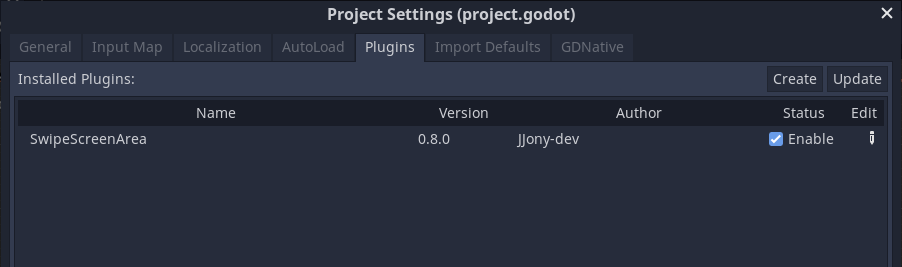 Project Settings (project.godot)
General Input Map Localization AutoLoad Plugins Import Defaults GDNative
Installed Plugins: Create Update
Name Version Author Status Edit
SwipeScreenArea 0.8.0 JJony-dev Enable